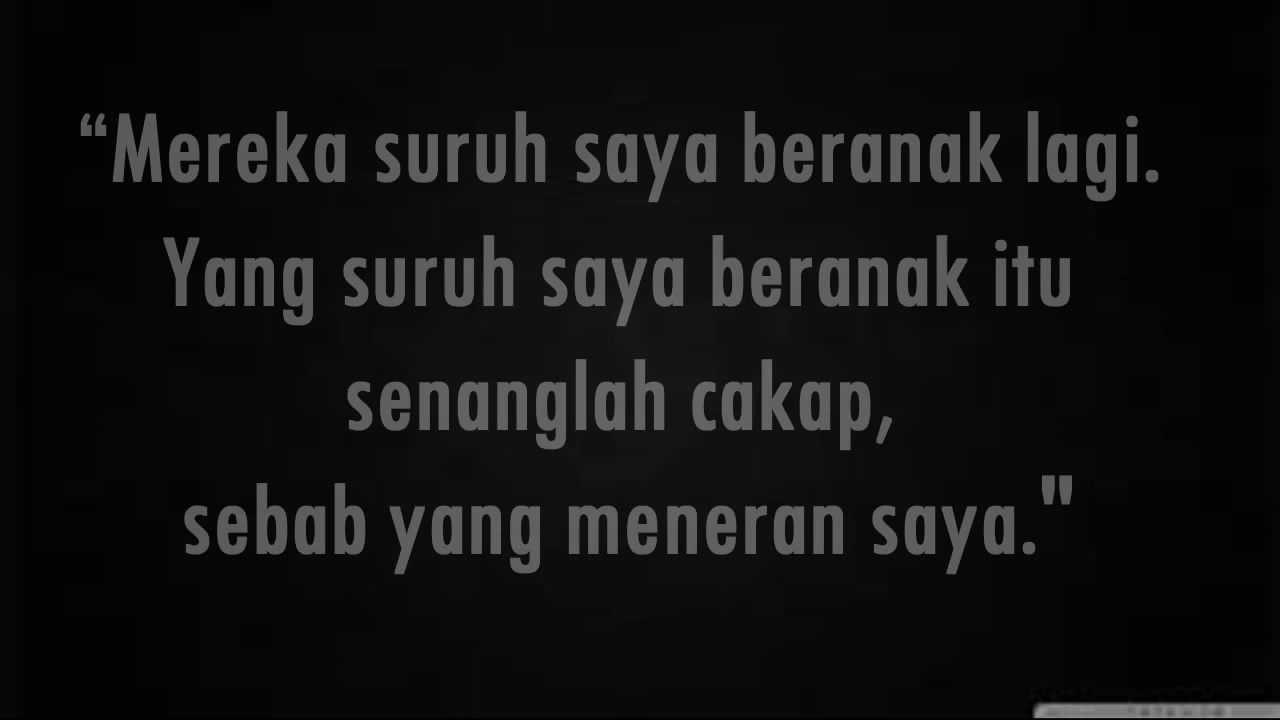 “Mereka suruh saya beranak lagi.
Yang suruh saya beranak itu
senanglah cakap,
sebab yang meneran saya."